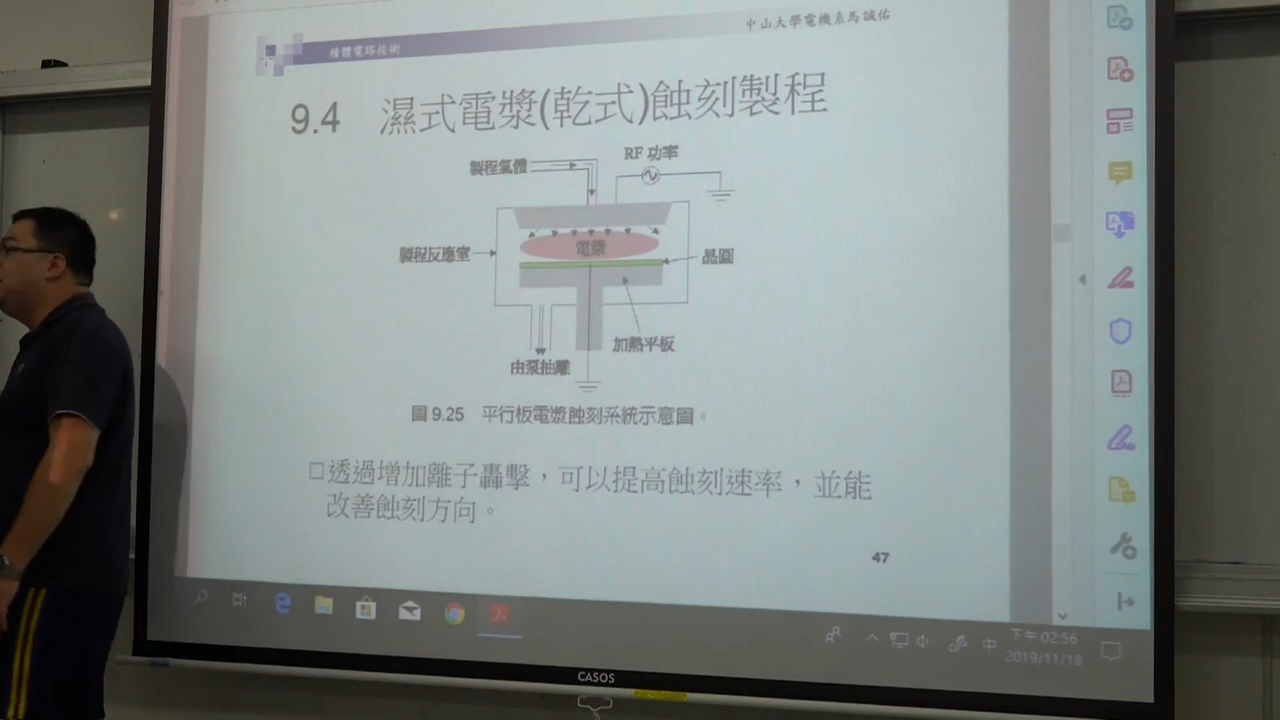 中山大學電機系馬誠佑
積體電路技術
9.4 濕式電漿(乾式)蝕刻製程
製程氣體
RF 功率
電漿
製程反應室
晶圓
加熱平板
由泵抽離
圖 9.25 平行板電漿蝕刻系統示意圖。
□透過增加離子轟擊，可以提高蝕刻速率，並能
改善蝕刻方向。
47
中
下午 02:56
2019/11/18
CASOS